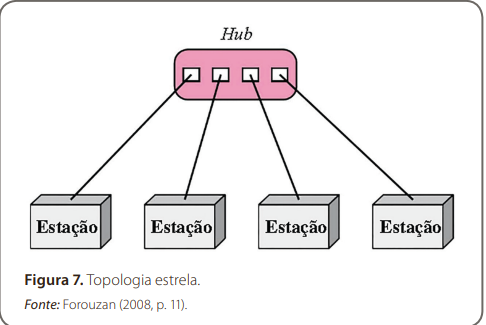 Hub
Estação Estação Estação Estação
Figura 7. Topologia estrela.
Fonte: Forouzan (2008, p. 11).